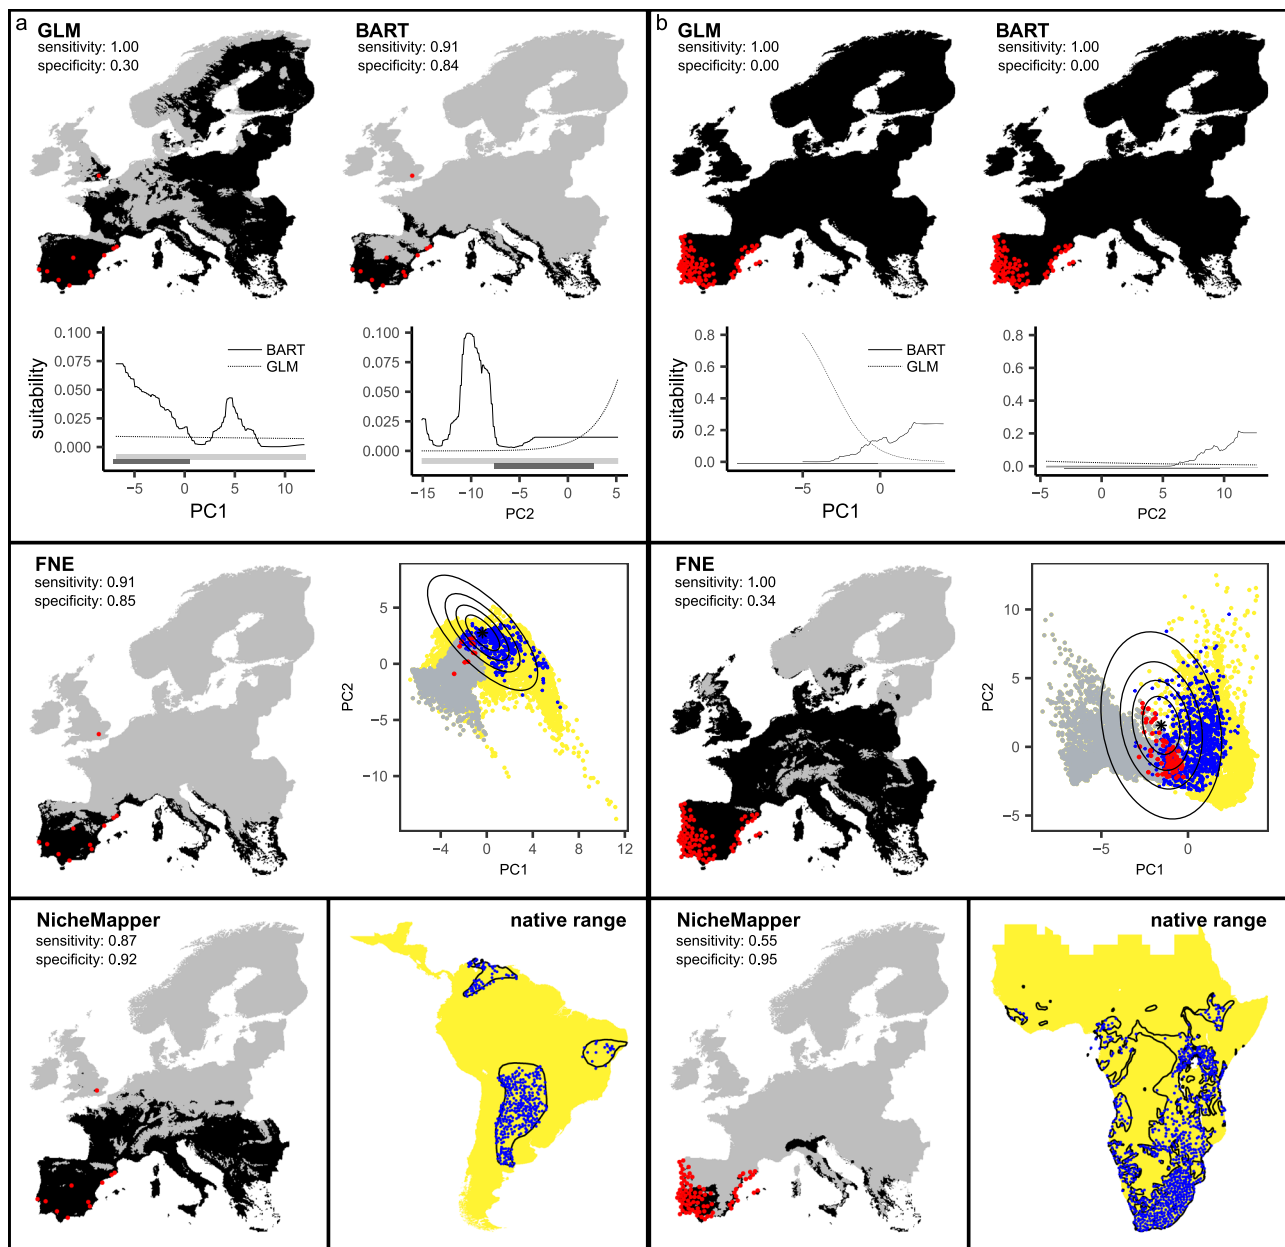 a
GLM
sensitivity: 1.00
specificity: 0.30
BART
sensitivity: 0.91
specificity: 0.84
suitability
0.100
0.075
0.050
0.025
0.000
BART
GLM
−5
0
5
10
PC1
0.100
0.075
0.050
0.025
0.000
−15
−10
−5
0
5
PC2
b
GLM
sensitivity: 1.00
specificity: 0.00
BART
sensitivity: 1.00
specificity: 0.00
suitability
0.8
0.6
0.4
0.2
0.0
BART
GLM
−5
0
PC1
0.8
0.6
0.4
0.2
0.0
−5
0
5
10
PC2
FNE
sensitivity: 0.91
specificity: 0.85
PC2
5
0
−5
−10
−4
0
4
8
12
PC1
FNE
sensitivity: 1.00
specificity: 0.34
PC2
10
5
0
−5
−5
0
PC1
NicheMapper
sensitivity: 0.87
specificity: 0.92
native range
NicheMapper
sensitivity: 0.55
specificity: 0.95
native range